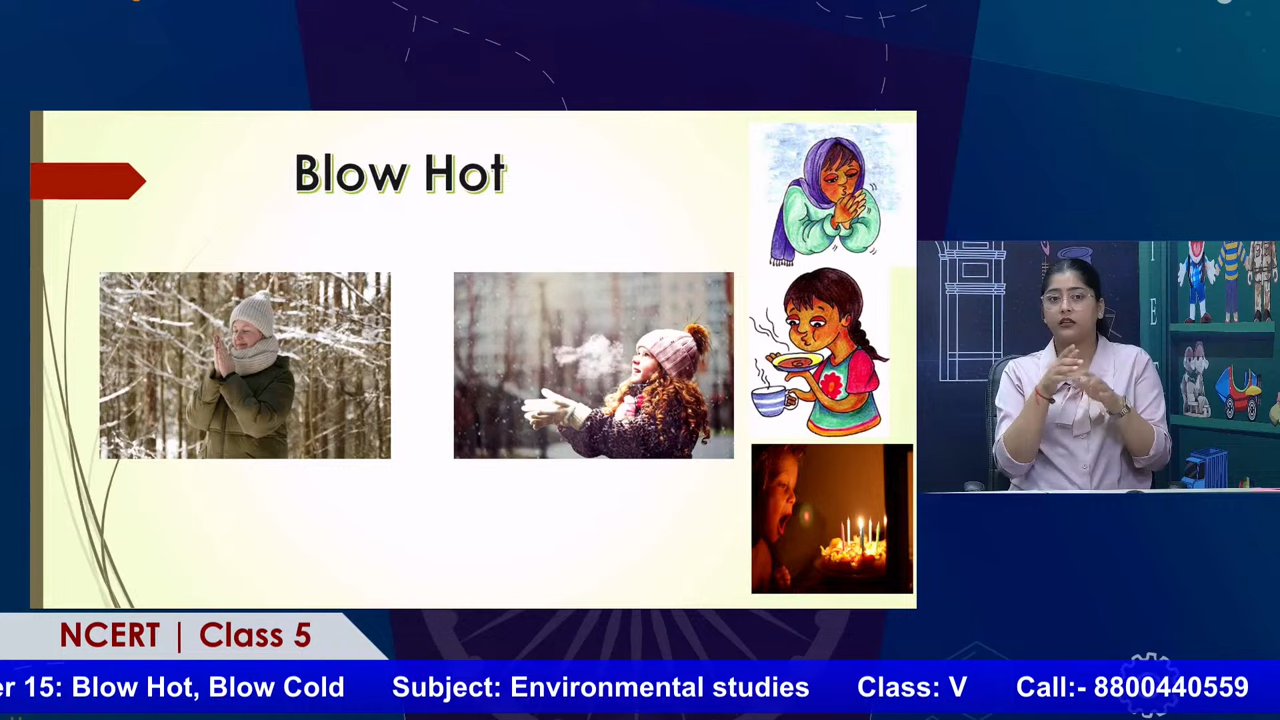 Blow Hot
NCERT | Class 5
er 15: Blow Hot, Blow Cold Subject: Environmental studies Class: V Call:- 8800440559